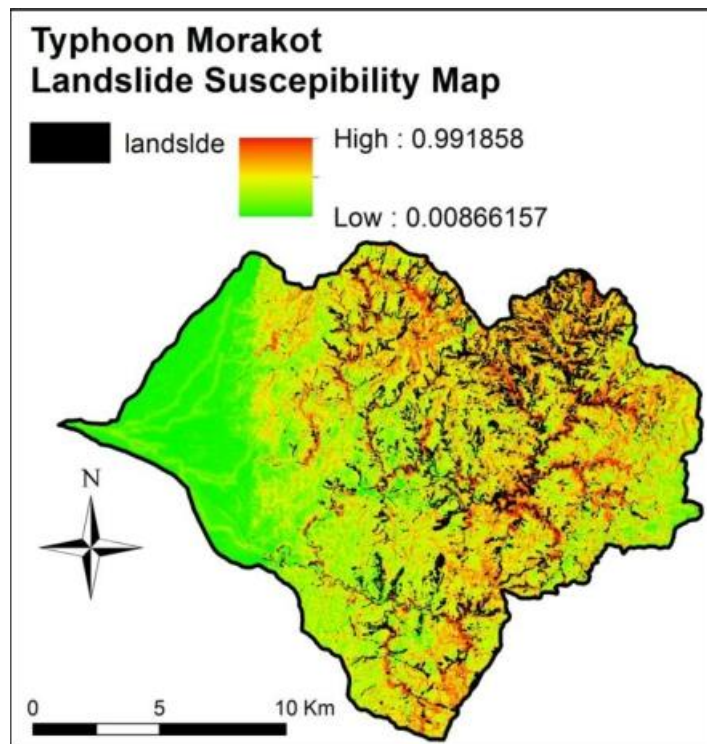 Typhoon Morakot
Landslide Suscepibility Map
landslde
High : 0.991858
Low : 0.00866157
N
0 5 10 Km